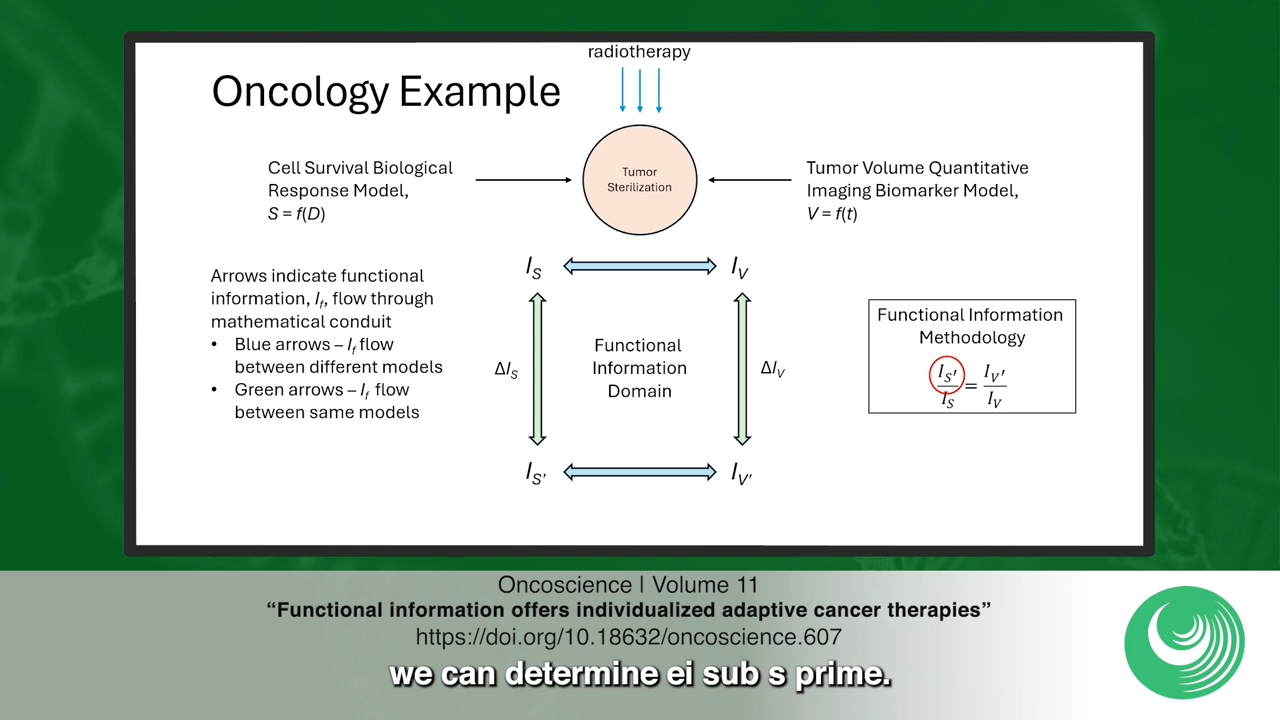 radiotherapy
Oncology Example
Cell Survival Biological
Response Model,
S = f(D)
Tumor
Sterilization
Tumor Volume Quantitative
Imaging Biomarker Model,
V = f(t)
I_S
I_V
Arrows indicate functional
information, I_f, flow through
mathematical conduit
• Blue arrows – I_f flow
between different models
• Green arrows – I_f flow
between same models
ΔI_S
Functional
Information
Domain
ΔI_V
Functional Information
Methodology
I_S′/I_S = I_V′/I_V
I_S′
I_V′
Oncoscience | Volume 11
“Functional information offers individualized adaptive cancer therapies”
https://doi.org/10.18632/oncoscience.607
we can determine ei sub s prime.